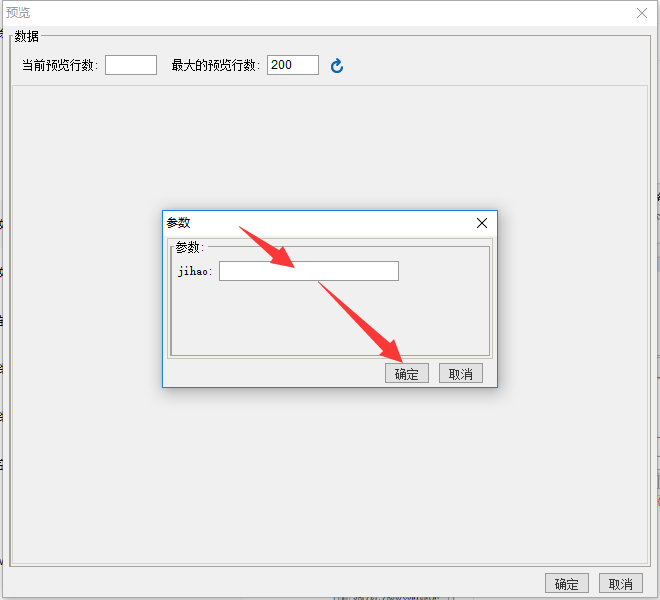 预览
数据
当前预览行数: 最大的预览行数: 200
参数
参数:
jihao:
确定 取消
确定 取消